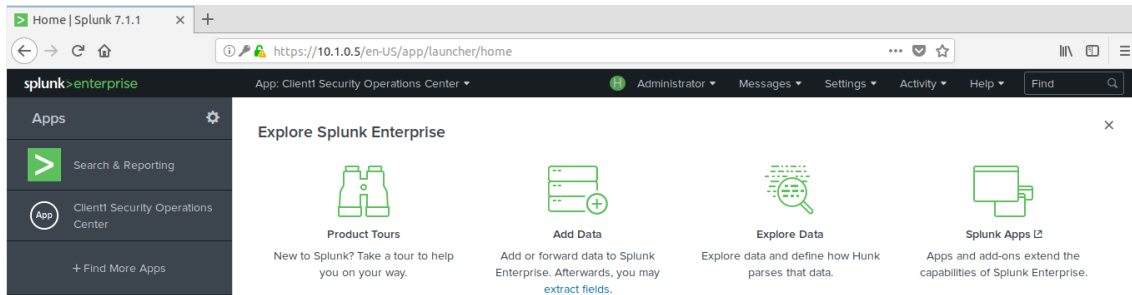 Home | Splunk 7.1.1
https://10.1.0.5/en-US/app/launcher/home
splunk>enterprise App: Client1 Security Operations Center H Administrator Messages Settings Activity Help Find
Apps
Search & Reporting
App Client1 Security Operations
Center
+ Find More Apps
Explore Splunk Enterprise
Product Tours
New to Splunk? Take a tour to help
you on your way.
Add Data
Add or forward data to Splunk
Enterprise. Afterwards, you may
extract fields.
Explore Data
Explore data and define how Hunk
parses that data.
Splunk Apps
Apps and add-ons extend the
capabilities of Splunk Enterprise.